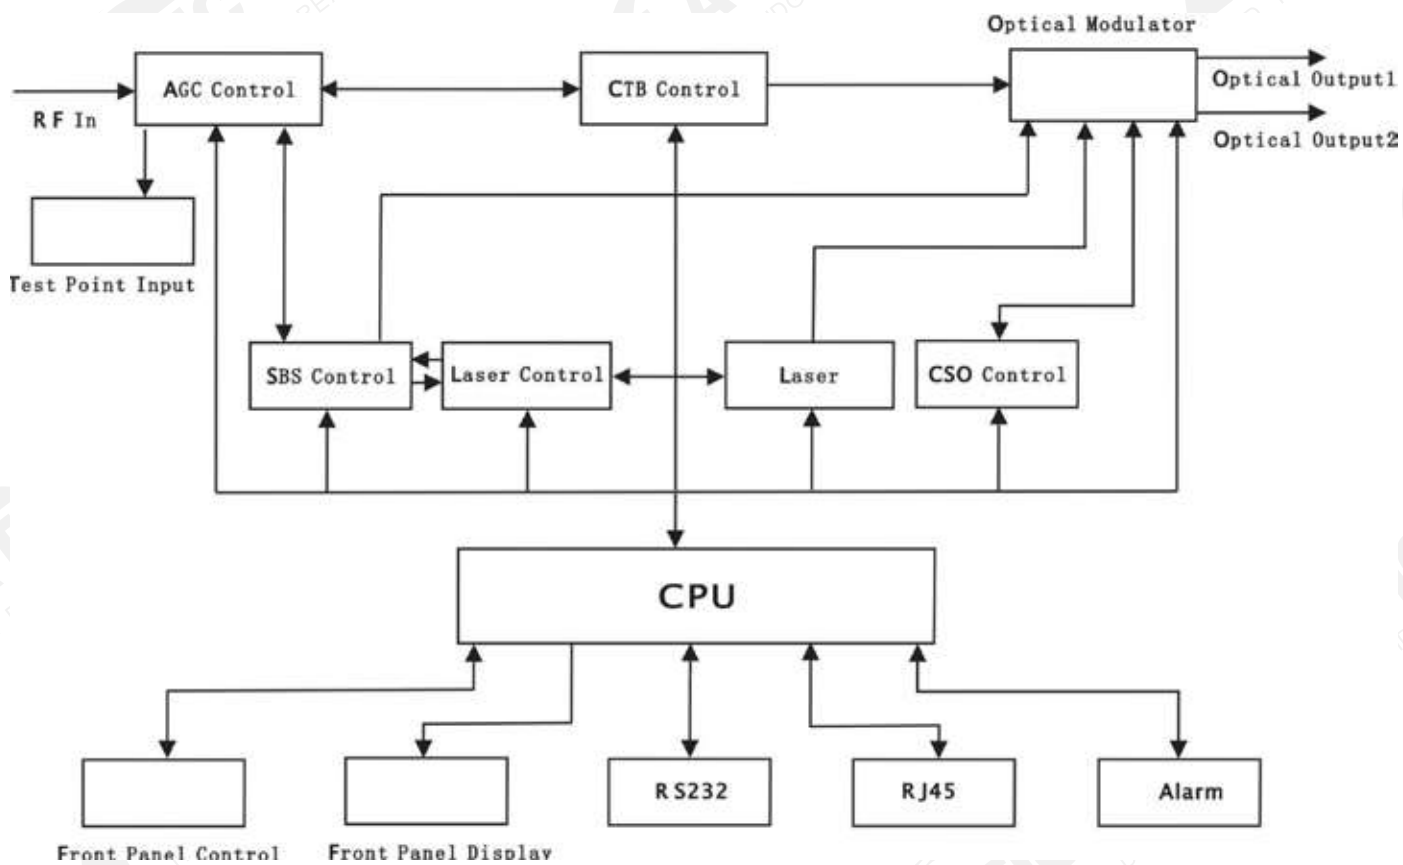 Optical Modulator
AGC Control
CTB Control
Optical Output1
RF In
Optical Output2
Test Point Input
SBS Control
Laser Control
Laser
CSO Control
CPU
RS232
RJ45
Alarm
Front Panel Control
Front Panel Display